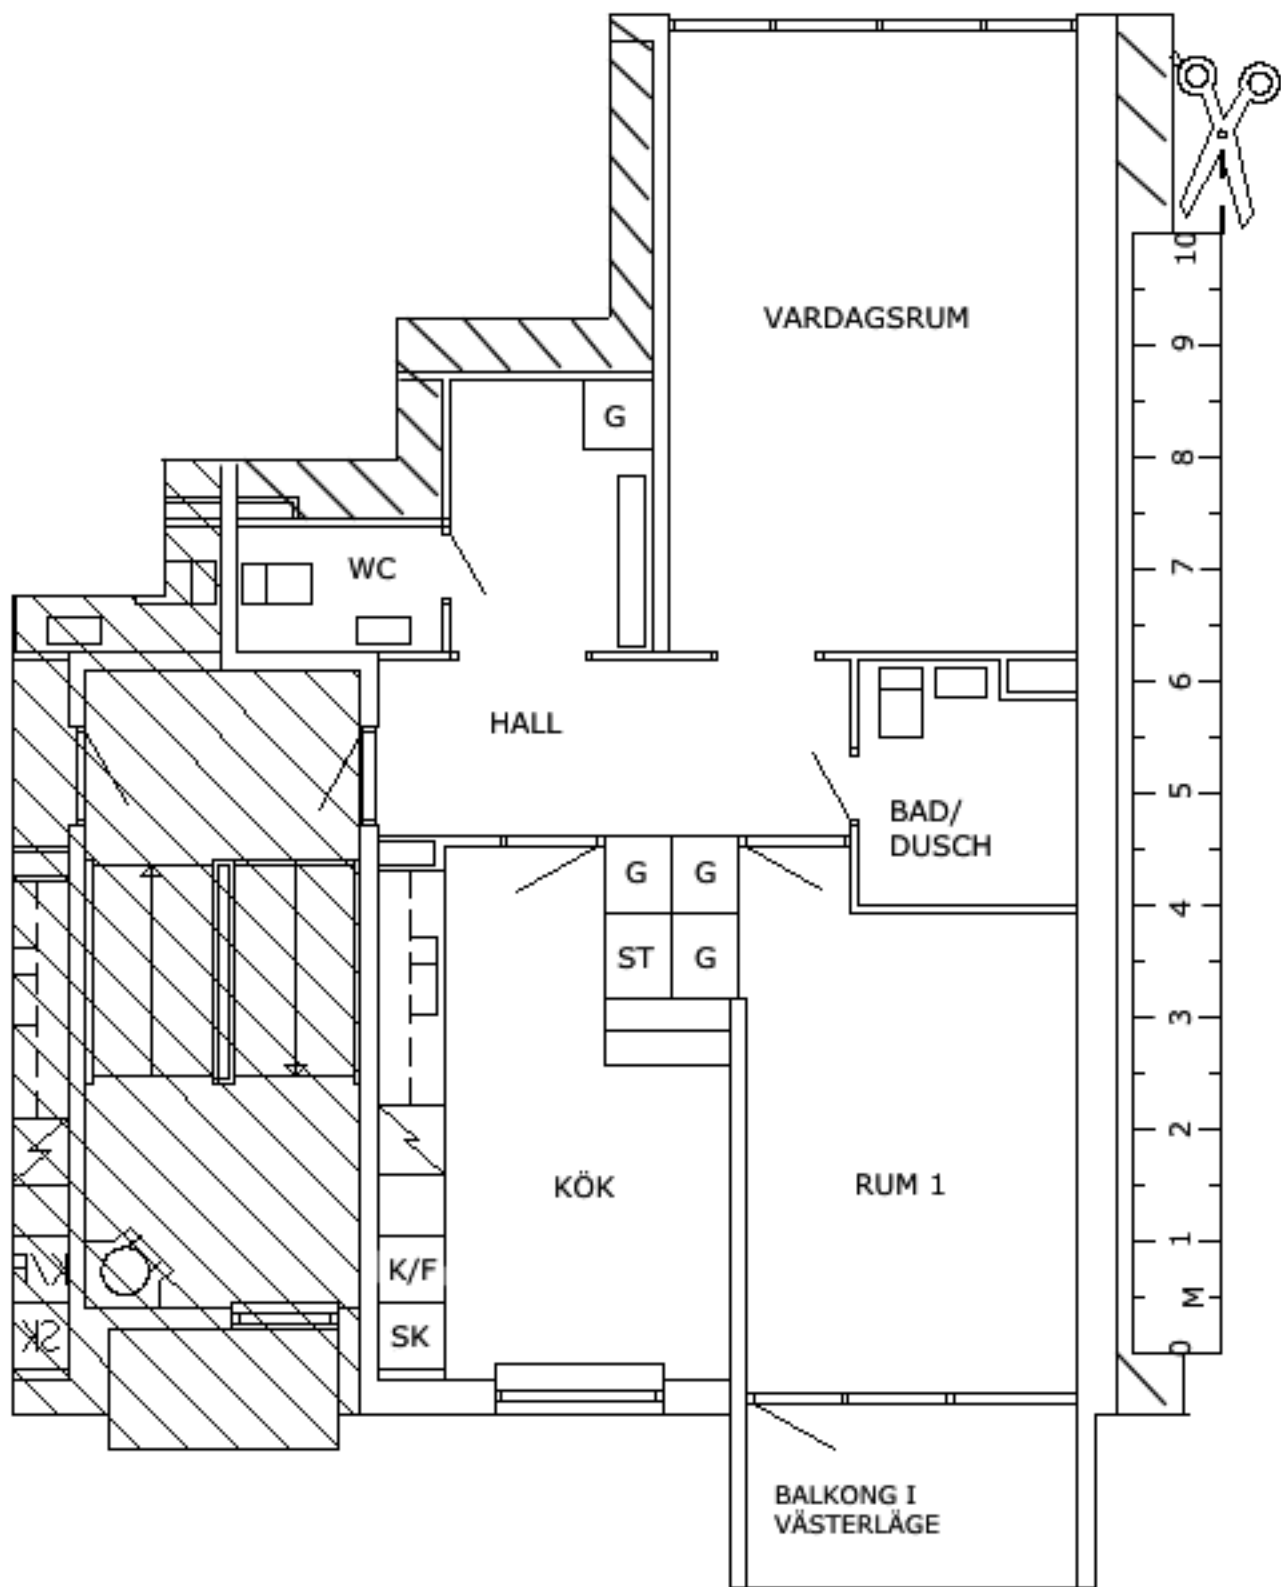 VARDAGSRUM
G
WC
HALL
BAD/
DUSCH
G G
ST G
KÖK
RUM 1
K/F
SK
K/F
SK
BALKONG I
VÄSTERLÄGE
10
9
8
7
6
5
4
3
2
1
M
0